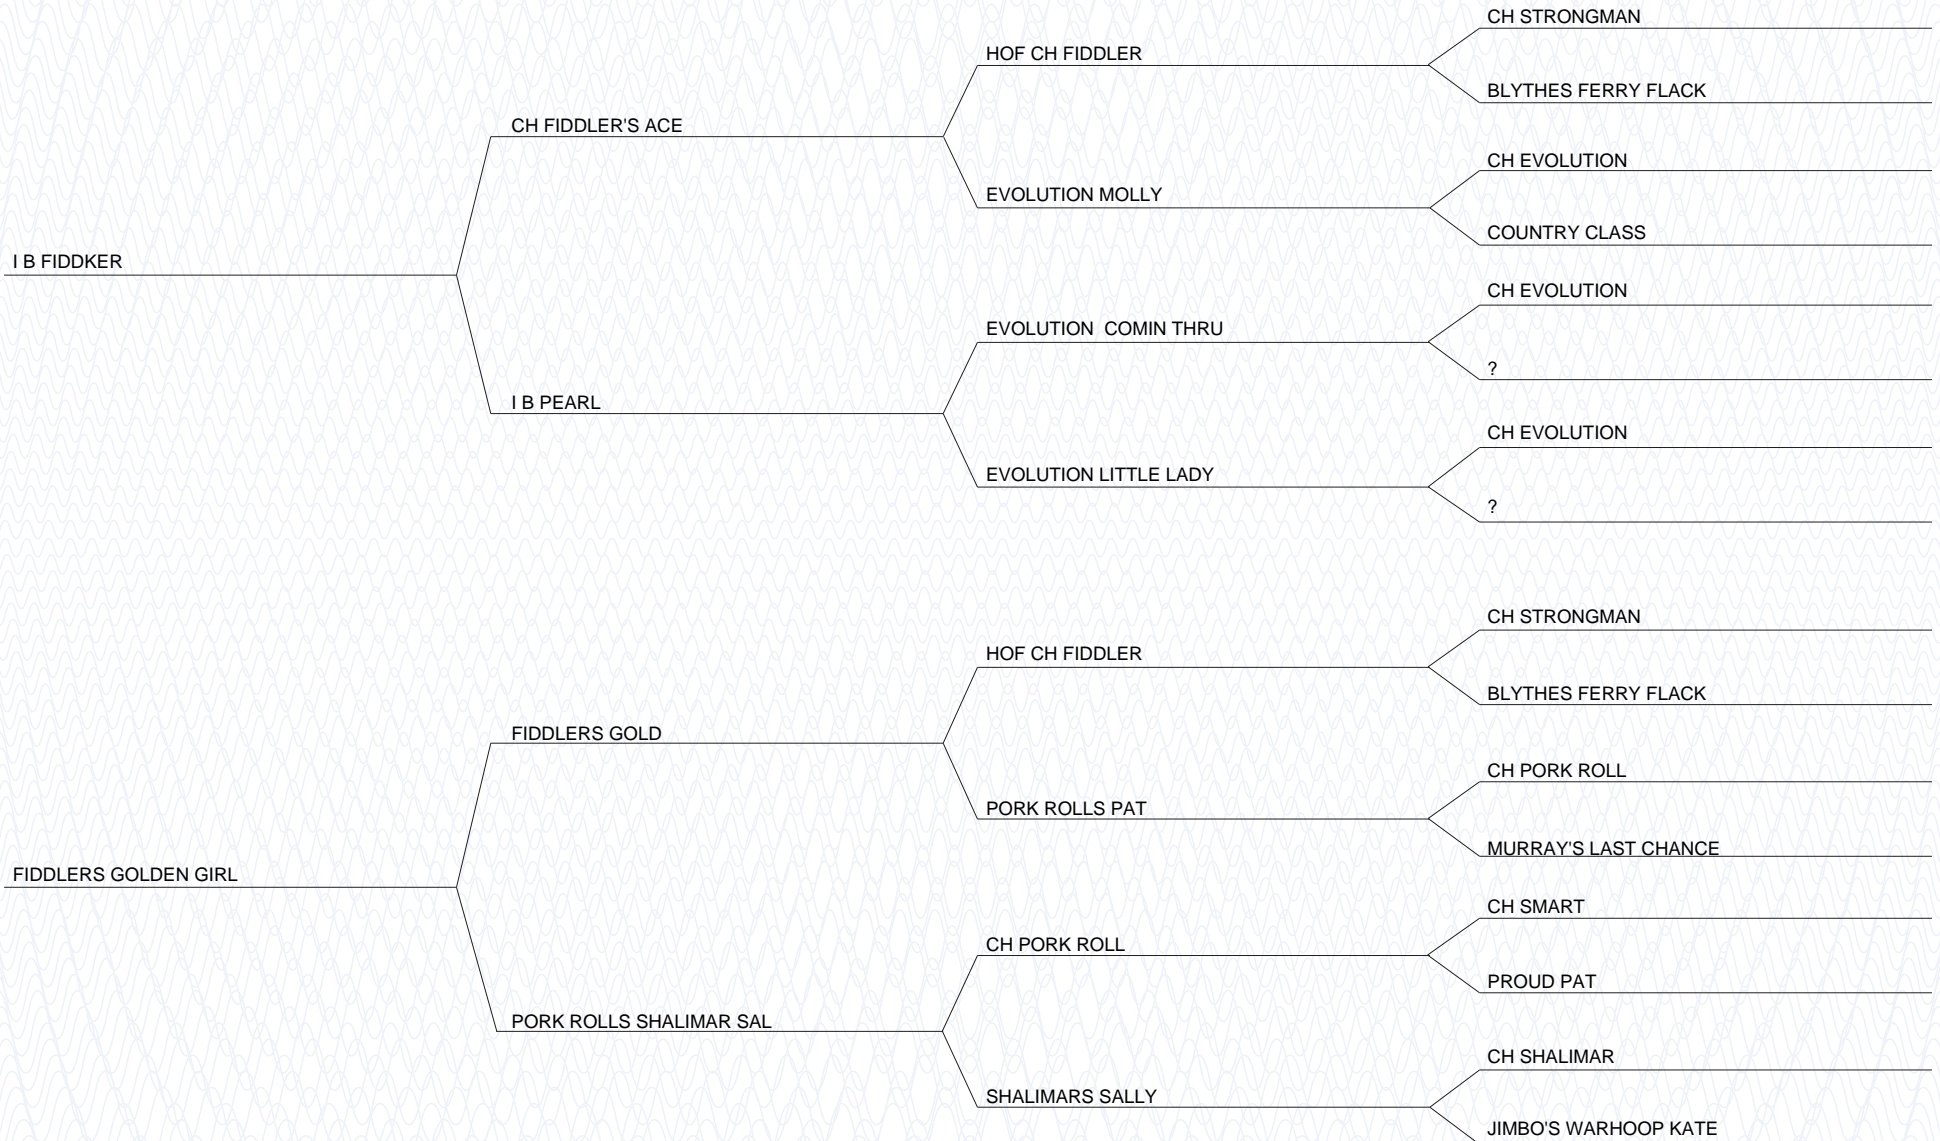 CH STRONGMAN
HOF CH FIDDLER
BLYTHES FERRY FLACK
CH FIDDLER'S ACE
CH EVOLUTION
EVOLUTION MOLLY
COUNTRY CLASS
I B FIDDKER
CH EVOLUTION
EVOLUTION  COMIN THRU
?
I B PEARL
CH EVOLUTION
EVOLUTION LITTLE LADY
?
CH STRONGMAN
HOF CH FIDDLER
BLYTHES FERRY FLACK
FIDDLERS GOLD
CH PORK ROLL
PORK ROLLS PAT
MURRAY'S LAST CHANCE
FIDDLERS GOLDEN GIRL
CH SMART
CH PORK ROLL
PROUD PAT
PORK ROLLS SHALIMAR SAL
CH SHALIMAR
SHALIMARS SALLY
JIMBO'S WARHOOP KATE